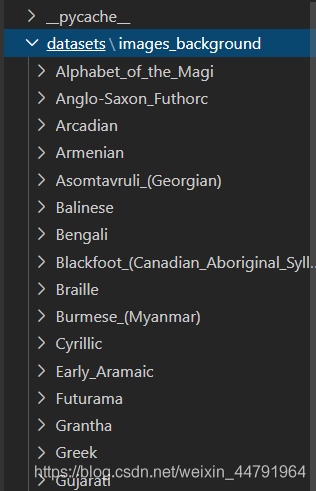 __pycache__
datasets\images_background
Alphabet_of_the_Magi
Anglo-Saxon_Futhorc
Arcadian
Armenian
Asomtavruli_(Georgian)
Balinese
Bengali
Blackfoot_(Canadian_Aboriginal_Syll...
Braille
Burmese_(Myanmar)
Cyrillic
Early_Aramaic
Futurama
Grantha
Greek
https://blog.csdn.net/weixin_44791964
Gujarati